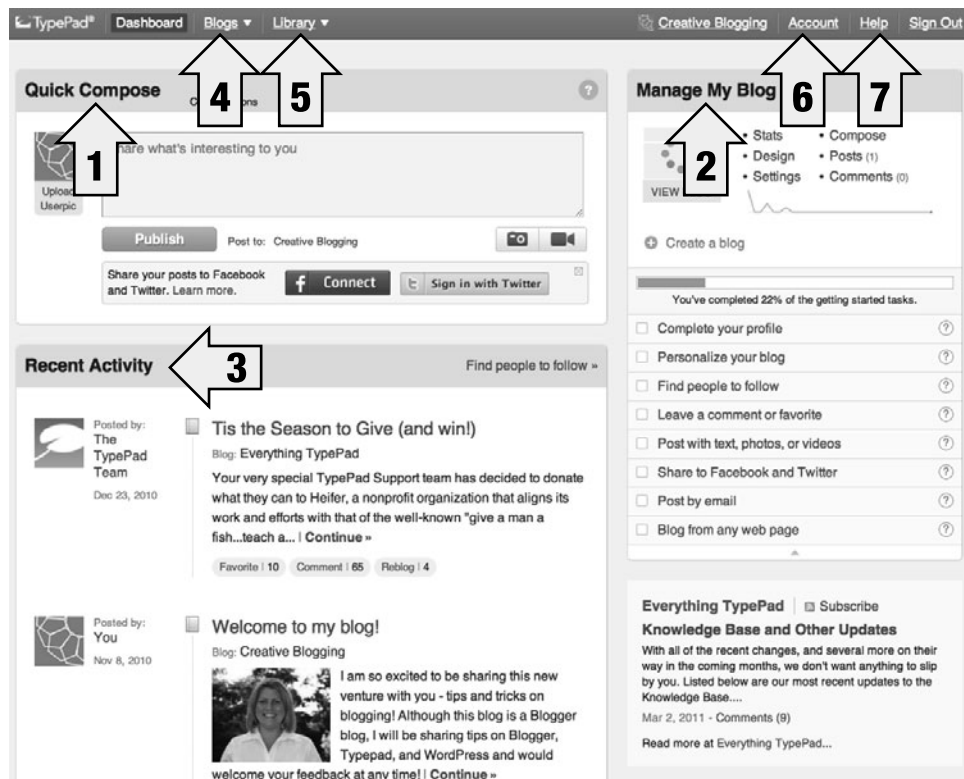 TypePad® Dashboard Blogs ▼ Library ▼ Creative Blogging Account Help Sign Out
4
5
6
7
Quick Compose
?
1
Share what's interesting to you
Upload
Userpic
Publish Post to: Creative Blogging
Share your posts to Facebook
and Twitter. Learn more.
f Connect
t Sign in with Twitter
Recent Activity
3
Find people to follow »
Posted by:
The
TypePad
Team
Dec 23, 2010
Tis the Season to Give (and win!)
Blog: Everything TypePad
Your very special TypePad Support team has decided to donate
what they can to Heifer, a nonprofit organization that aligns its
work and efforts with that of the well-known "give a man a
fish...teach a... | Continue »
Favorite | 10 Comment | 65 Reblog | 4
Posted by:
You
Nov 8, 2010
Welcome to my blog!
Blog: Creative Blogging
I am so excited to be sharing this new
venture with you - tips and tricks on
blogging! Although this blog is a Blogger
blog, I will be sharing tips on Blogger,
Typepad, and WordPress and would
welcome your feedback at any time! | Continue »
Manage My Blog
2
VIEW
• Stats
• Design
• Settings
• Compose
• Posts (1)
• Comments (0)
Create a blog
You've completed 22% of the getting started tasks.
Complete your profile ?
Personalize your blog ?
Find people to follow ?
Leave a comment or favorite ?
Post with text, photos, or videos ?
Share to Facebook and Twitter ?
Post by email ?
Blog from any web page ?
Everything TypePad | Subscribe
Knowledge Base and Other Updates
With all of the recent changes, and several more on their
way in the coming months, we don't want anything to slip
by you. Listed below are our most recent updates to the
Knowledge Base....
Mar 2, 2011 - Comments (9)
Read more at Everything TypePad...